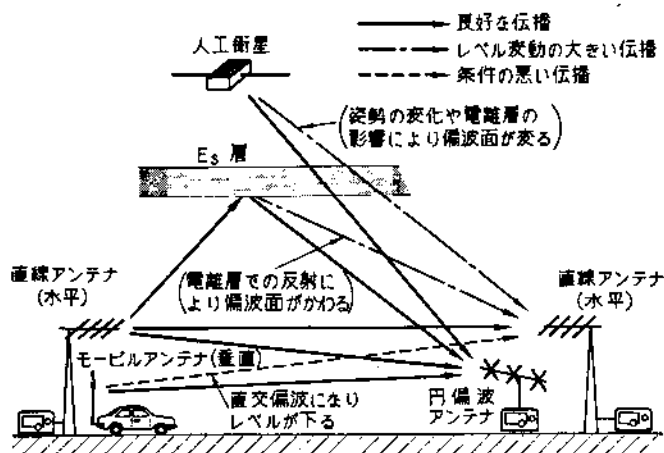 人工衛星
良好な伝播
レベル変動の大きい伝播
条件の悪い伝播
(姿勢の変化や電離層の
影響により偏波面が変る)
Es 層
直線アンテナ
(水平)
(電離層での反射に
より偏波面がかわる)
直線アンテナ
(水平)
モービルアンテナ(垂直)
直交偏波になり
レベルが下る
円偏波
アンテナ